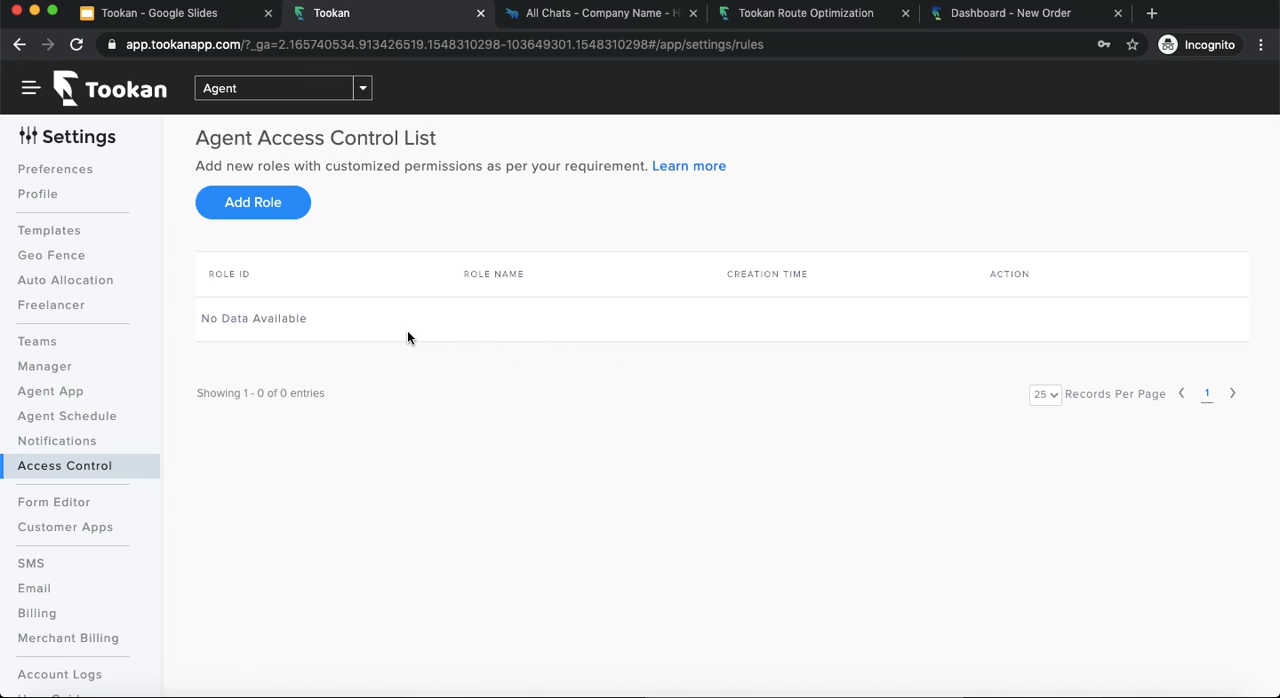 Tookan - Google Slides
Tookan
All Chats - Company Name - H
Tookan Route Optimization
Dashboard - New Order
app.tookanapp.com/?_ga=2.165740534.913426519.1548310298-103649301.1548310298#/app/settings/rules
Incognito
Tookan
Agent
Settings
Preferences
Profile
Templates
Geo Fence
Auto Allocation
Freelancer
Teams
Manager
Agent App
Agent Schedule
Notifications
Access Control
Form Editor
Customer Apps
SMS
Email
Billing
Merchant Billing
Account Logs
Agent Access Control List
Add new roles with customized permissions as per your requirement. Learn more
Add Role
ROLE ID ROLE NAME CREATION TIME ACTION
No Data Available
Showing 1 - 0 of 0 entries
25 Records Per Page 1